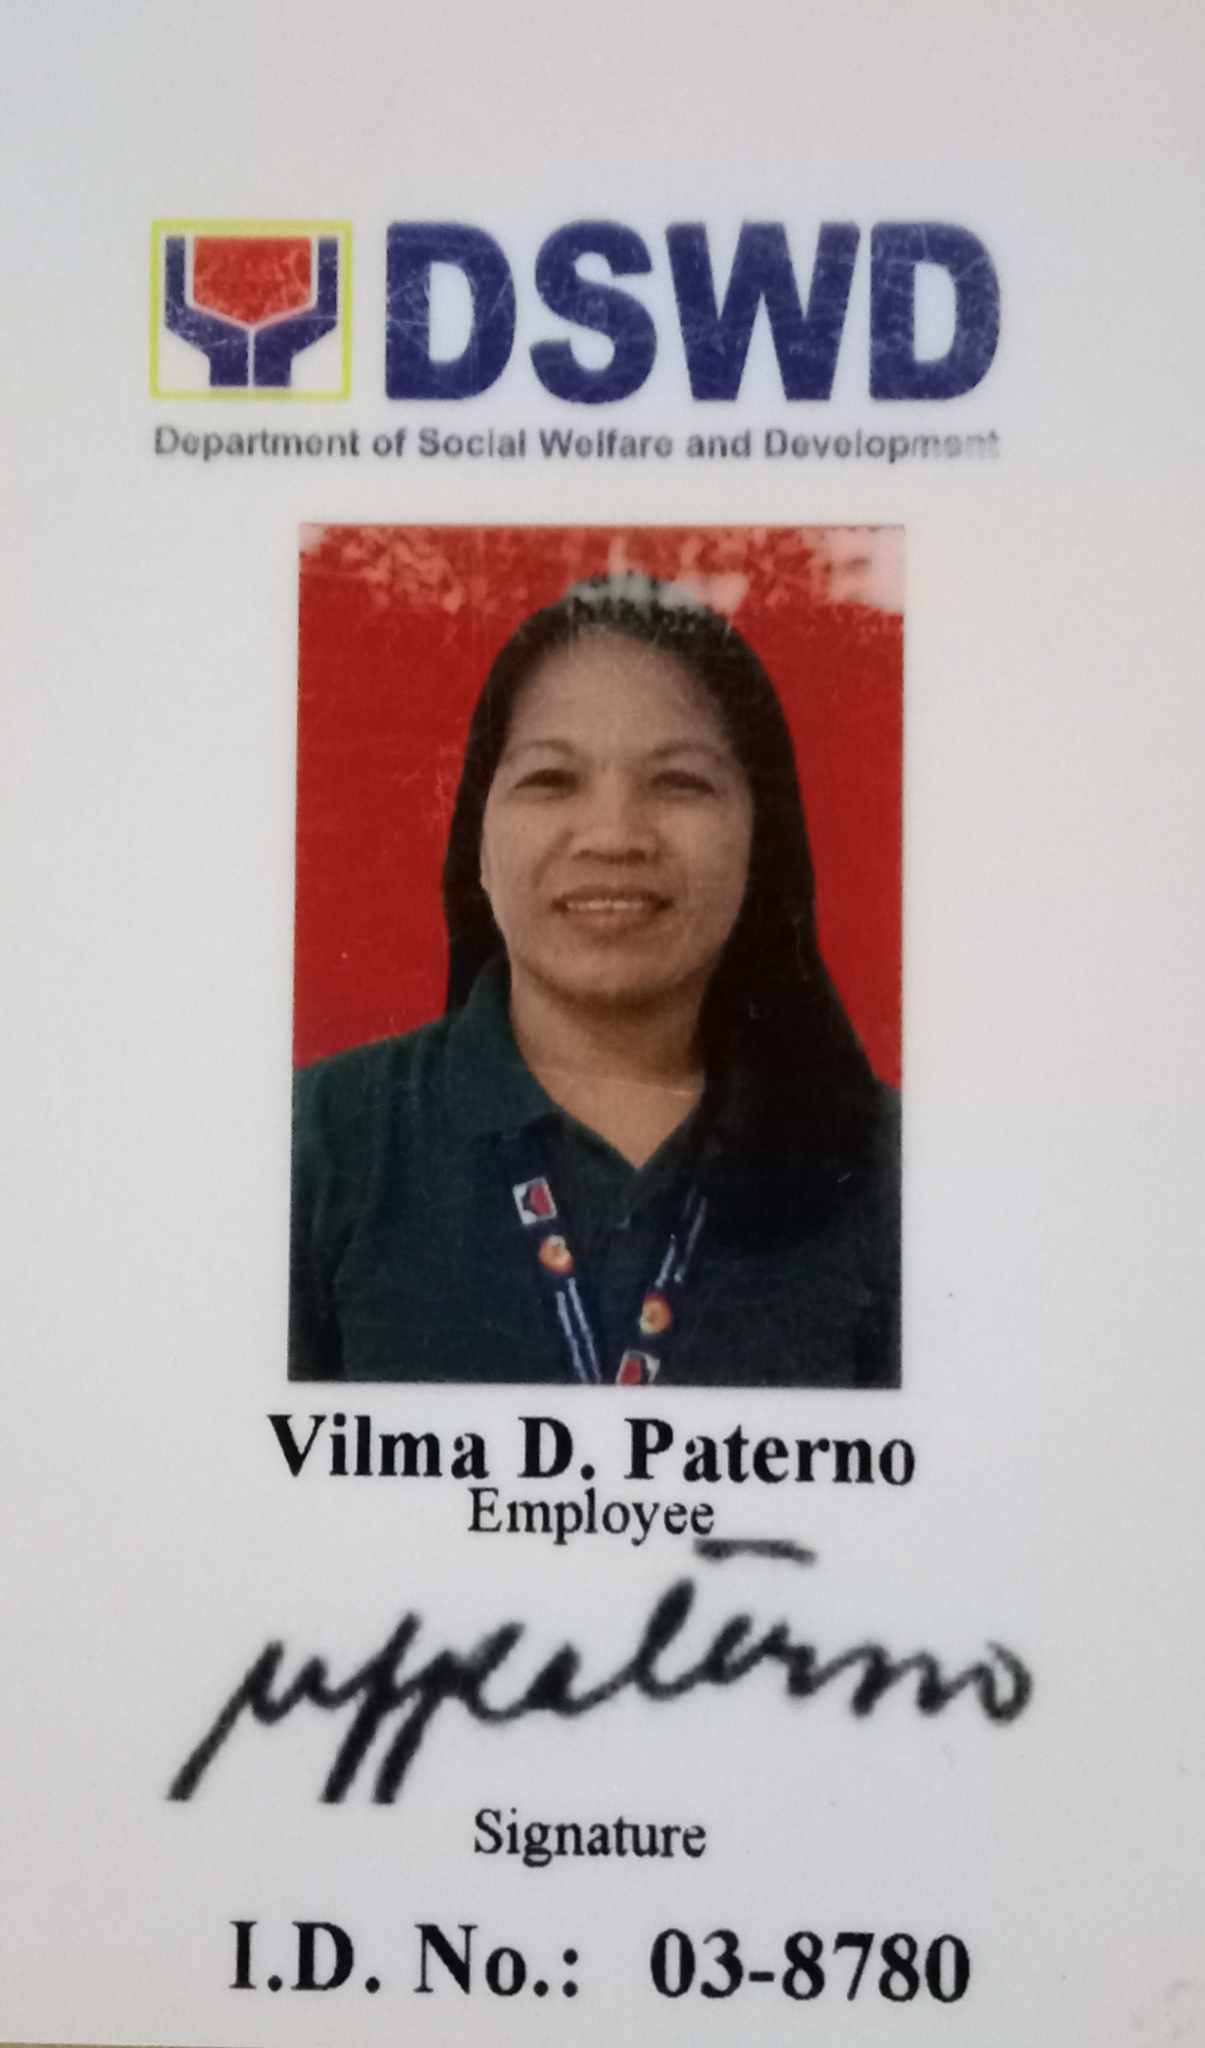 DSWD
Department of Social Welfare and Development
Vilma D. Paterno
Employee
Signature
I.D. No.: 03-8780